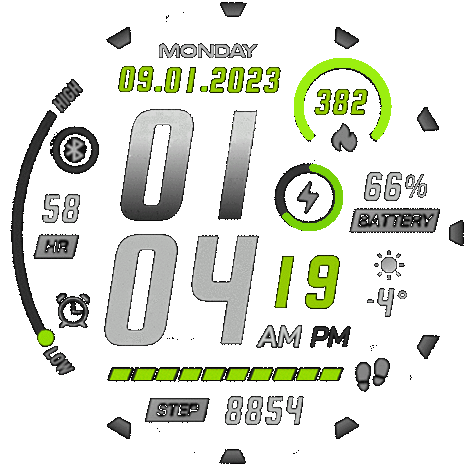 MONDAY
09.01.2023
HIGH
382
01
58
66%
HR
BATTERY
04
19
-4°
AM PM
LOW
STEP 8854